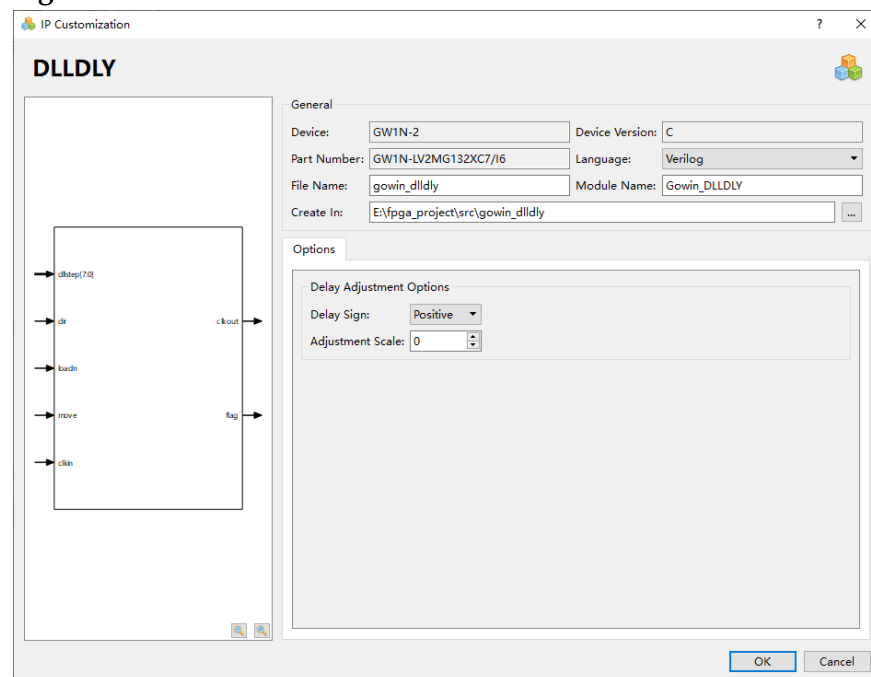 IP Customization ? ×
DLLDLY
General
Device: GW1N-2 Device Version: C
Part Number: GW1N-LV2MG132XC7/I6 Language: Verilog
File Name: gowin_dlldly Module Name: Gowin_DLLDLY
Create In: E:\fpga_project\src\gowin_dlldly ...
Options
Delay Adjustment Options
Delay Sign: Positive
Adjustment Scale: 0
dllstep(7:0)
dir clkout
loadn
move flag
clkin
OK Cancel